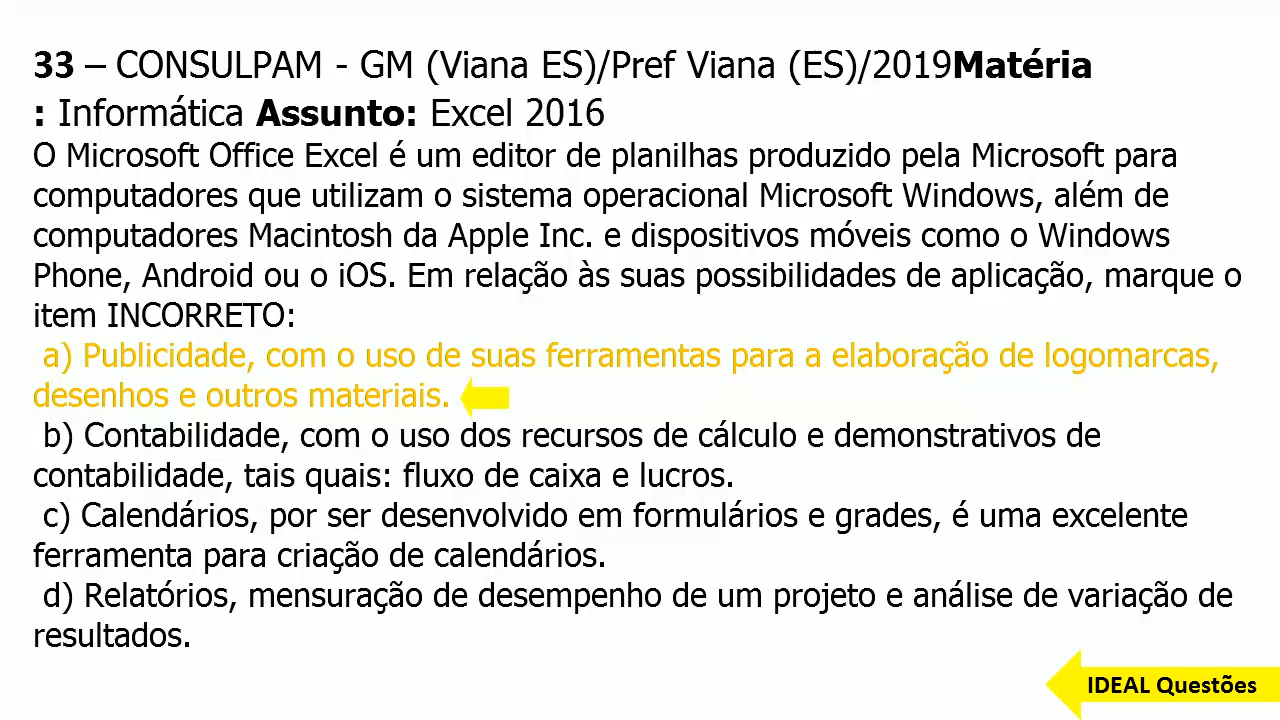 33 – CONSULPAM - GM (Viana ES)/Pref Viana (ES)/2019Matéria
: Informática Assunto: Excel 2016
O Microsoft Office Excel é um editor de planilhas produzido pela Microsoft para
computadores que utilizam o sistema operacional Microsoft Windows, além de
computadores Macintosh da Apple Inc. e dispositivos móveis como o Windows
Phone, Android ou o iOS. Em relação às suas possibilidades de aplicação, marque o
item INCORRETO:
a) Publicidade, com o uso de suas ferramentas para a elaboração de logomarcas,
desenhos e outros materiais.
b) Contabilidade, com o uso dos recursos de cálculo e demonstrativos de
contabilidade, tais quais: fluxo de caixa e lucros.
c) Calendários, por ser desenvolvido em formulários e grades, é uma excelente
ferramenta para criação de calendários.
d) Relatórios, mensuração de desempenho de um projeto e análise de variação de
resultados.
IDEAL Questões